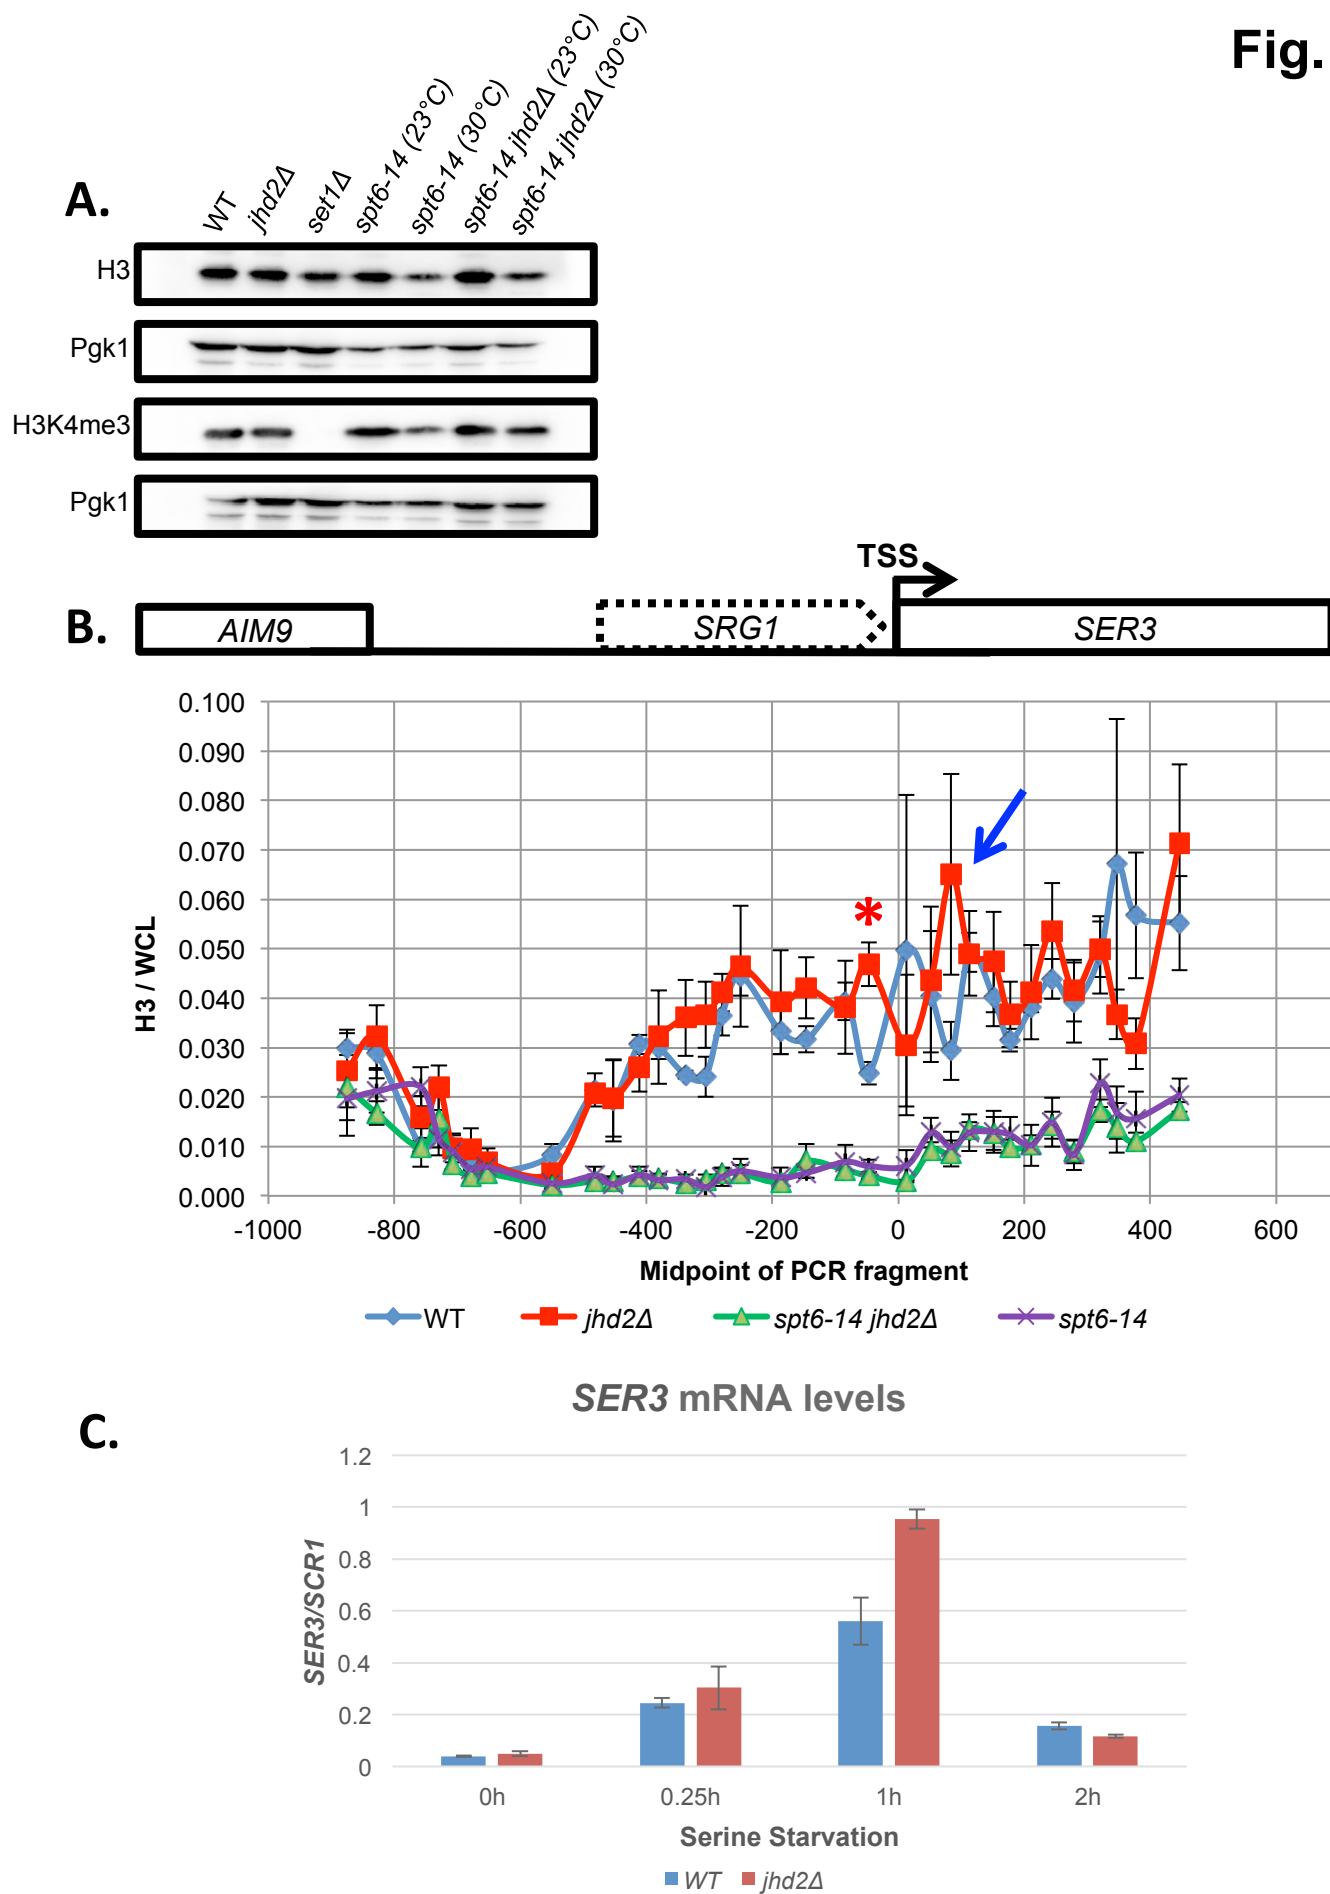 Fig.
A.
WT
jhd2Δ
set1Δ
spt6-14 (23°C)
spt6-14 (30°C)
spt6-14 jhd2Δ (23°C)
spt6-14 jhd2Δ (30°C)
H3
Pgk1
H3K4me3
Pgk1
TSS
B.
AIM9
SRG1
SER3
0.100
0.090
0.080
0.070
0.060
0.050
0.040
0.030
0.020
0.010
0.000
H3 / WCL
*
-1000 -800 -600 -400 -200 0 200 400 600
Midpoint of PCR fragment
WT jhd2Δ spt6-14 jhd2Δ spt6-14
C.
SER3 mRNA levels
1.2
1
0.8
0.6
0.4
0.2
0
SER3/SCR1
0h 0.25h 1h 2h
Serine Starvation
WT jhd2Δ